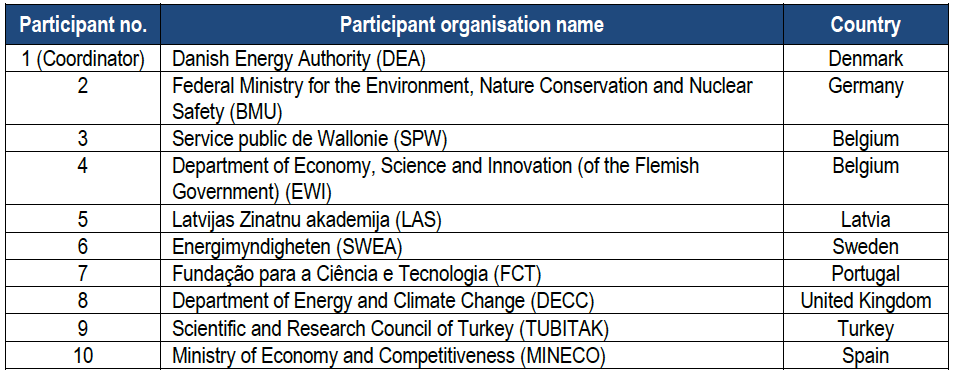 Participant no. Participant organisation name Country
1 (Coordinator) Danish Energy Authority (DEA) Denmark
2 Federal Ministry for the Environment, Nature Conservation and Nuclear Germany
Safety (BMU)
3 Service public de Wallonie (SPW) Belgium
4 Department of Economy, Science and Innovation (of the Flemish Belgium
Government) (EWI)
5 Latvijas Zinatnu akademija (LAS) Latvia
6 Energimyndigheten (SWEA) Sweden
7 Fundação para a Ciência e Tecnologia (FCT) Portugal
8 Department of Energy and Climate Change (DECC) United Kingdom
9 Scientific and Research Council of Turkey (TUBITAK) Turkey
10 Ministry of Economy and Competitiveness (MINECO) Spain